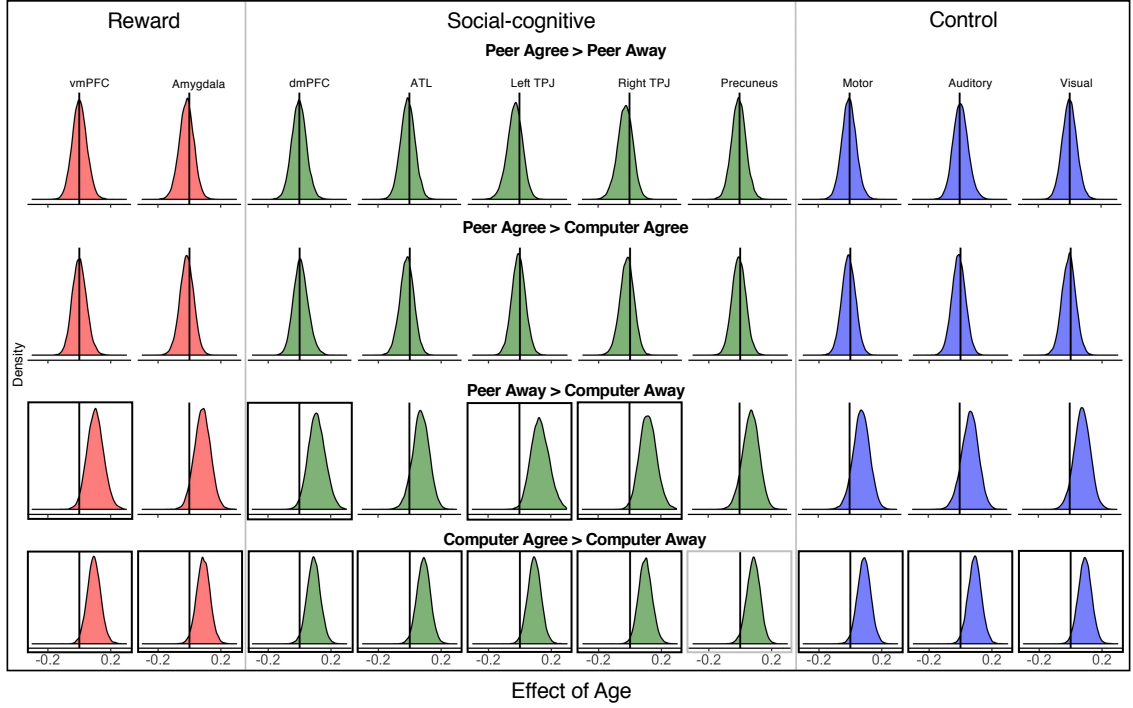 Reward Social-cognitive Control
Peer Agree > Peer Away
vmPFC Amygdala dmPFC ATL Left TPJ Right TPJ Precuneus Motor Auditory Visual
Peer Agree > Computer Agree
Density
Peer Away > Computer Away
Computer Agree > Computer Away
-0.2 0.2 -0.2 0.2 -0.2 0.2 -0.2 0.2 -0.2 0.2 -0.2 0.2 -0.2 0.2 -0.2 0.2 -0.2 0.2 -0.2 0.2
Effect of Age